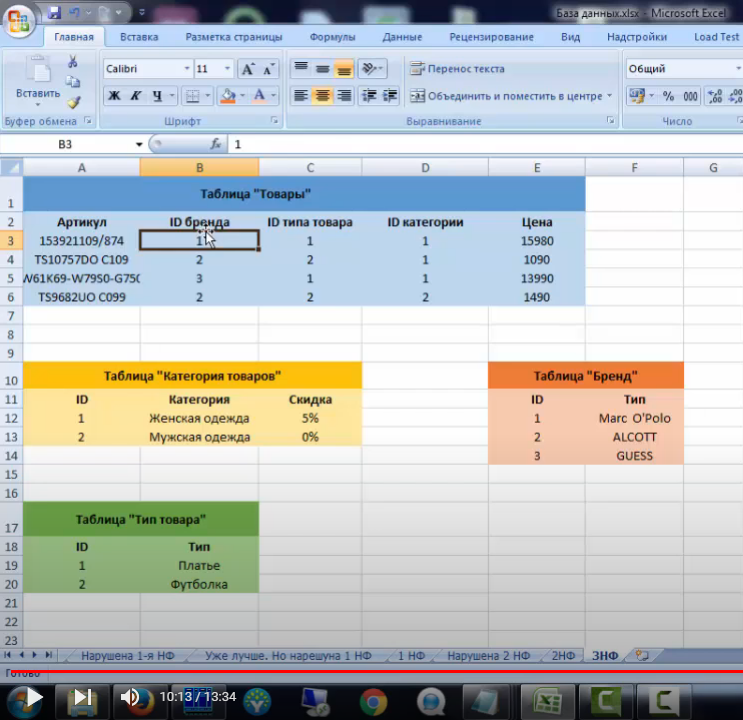 База данных.xlsx - Microsoft Excel
Главная Вставка Разметка страницы Формулы Данные Рецензирование Вид Надстройки Load Test
Calibri 11 Перенос текста Общий
Вставить Ж К Ч Объединить и поместить в центре % 000
Буфер обмена Шрифт Выравнивание Число
B3 fx 1
A B C D E F G
1 Таблица "Товары"
2 Артикул ID бренда ID типа товара ID категории Цена
3 153921109/874 1 1 1 15980
4 TS10757DO C109 2 2 1 1090
5 W61K69-W79S0-G75C 3 1 1 13990
6 TS9682UO C099 2 2 2 1490
7
8
9
10 Таблица "Категория товаров" Таблица "Бренд"
11 ID Категория Скидка ID Тип
12 1 Женская одежда 5% 1 Marc O'Polo
13 2 Мужская одежда 0% 2 ALCOTT
14 3 GUESS
15
16
17 Таблица "Тип товара"
18 ID Тип
19 1 Платье
20 2 Футболка
21
22
23
Нарушена 1-я НФ Уже лучше. Но нарешуна 1 НФ 1 НФ Нарушена 2 НФ 2НФ 3НФ
Готово
10:13 / 13:34